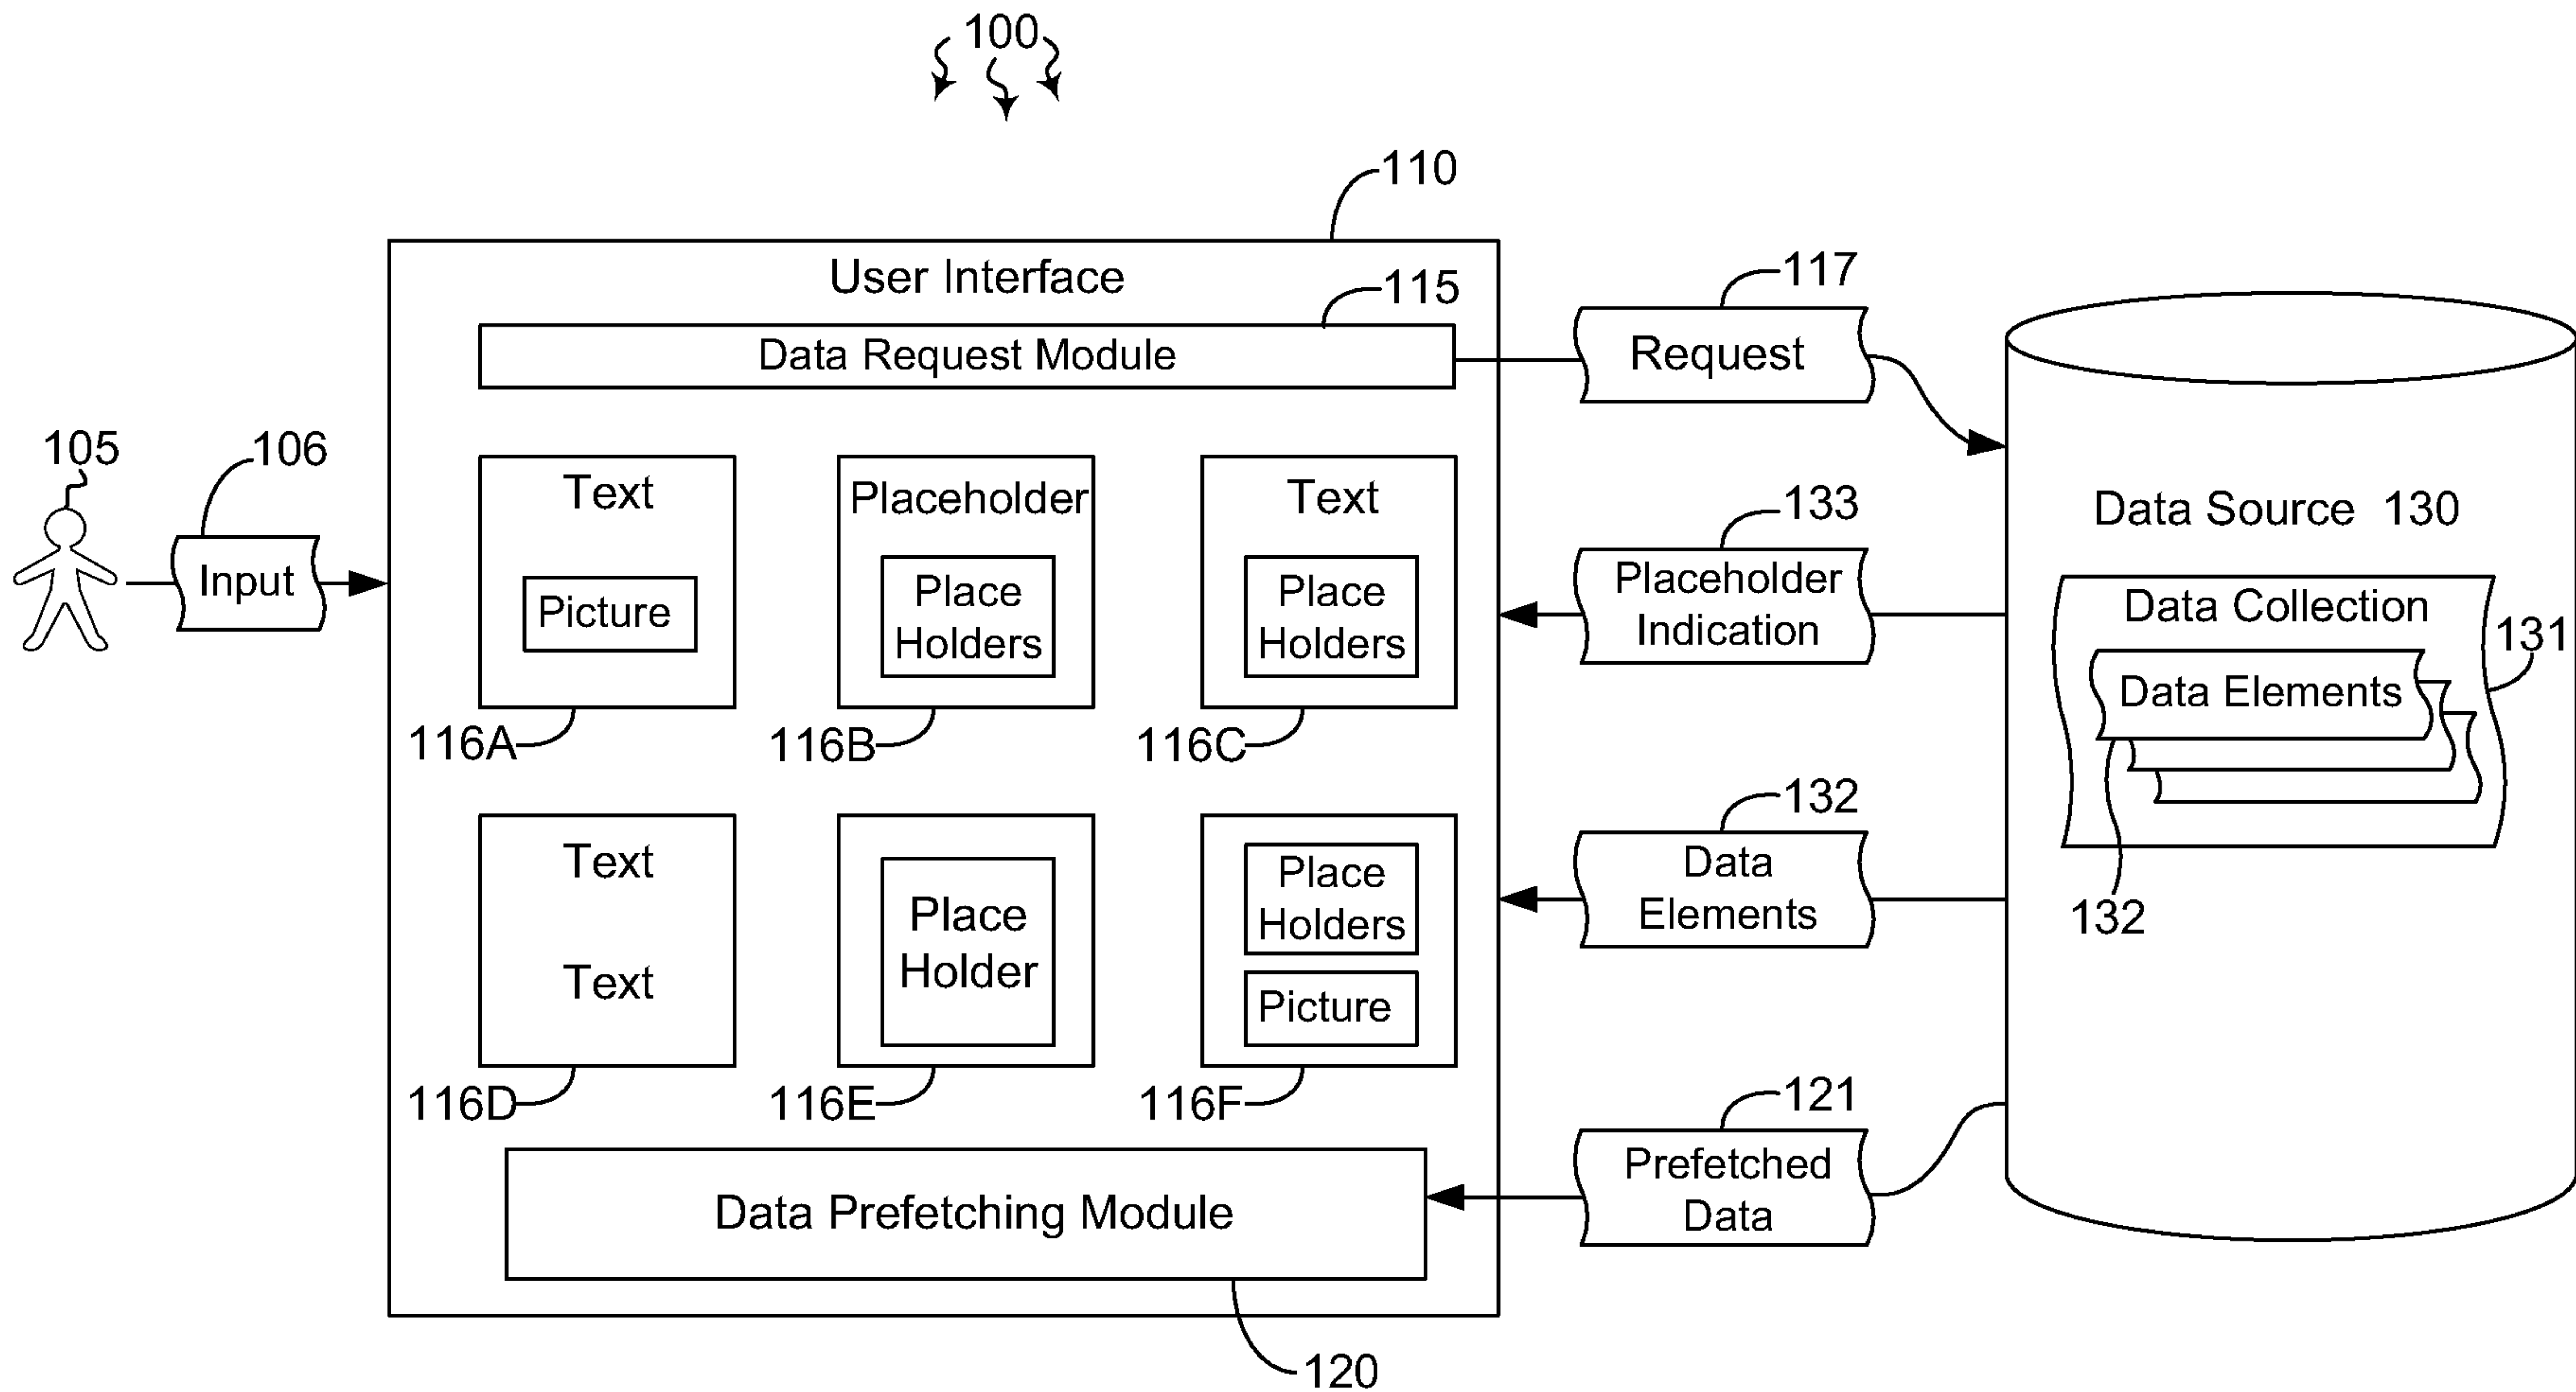 100
110
User Interface
115
Data Request Module
117
Request
105
106
Input
Text
Picture
116A
Placeholder
Place
Holders
116B
Text
Place
Holders
116C
133
Placeholder
Indication
Data Source 130
Data Collection
131
Data Elements
132
Text
Text
116D
Place
Holder
116E
Place
Holders
Picture
116F
132
Data
Elements
121
Prefetched
Data
Data Prefetching Module
120